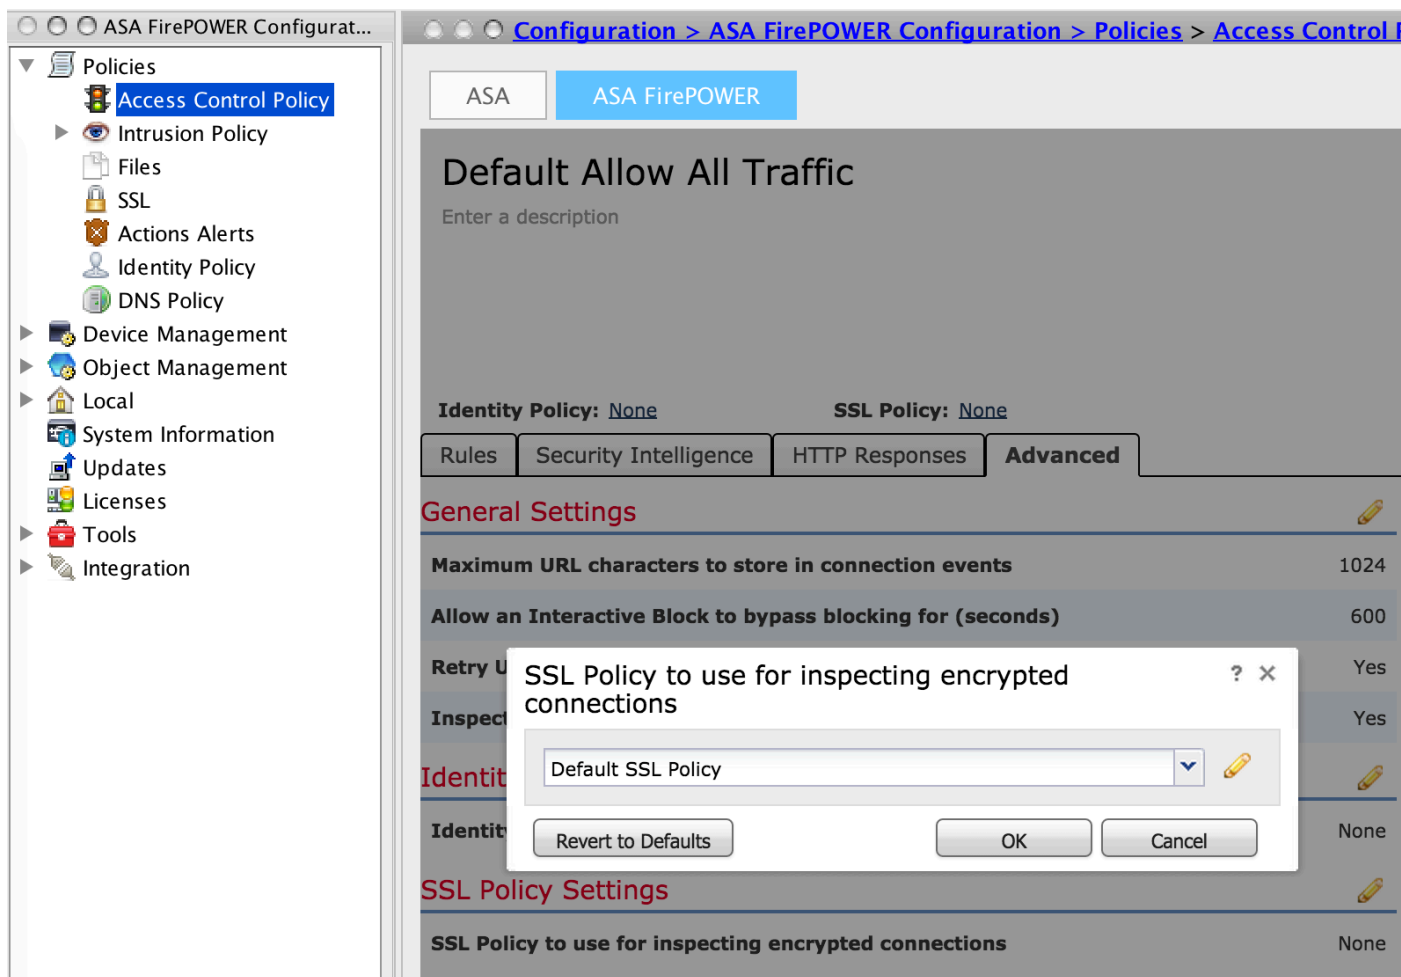 ASA FirePOWER Configurat...
Policies
Access Control Policy
Intrusion Policy
Files
SSL
Actions Alerts
Identity Policy
DNS Policy
Device Management
Object Management
Local
System Information
Updates
Licenses
Tools
Integration
Configuration > ASA FirePOWER Configuration > Policies > Access Control
ASA
ASA FirePOWER
Default Allow All Traffic
Enter a description
Identity Policy: None SSL Policy: None
Rules Security Intelligence HTTP Responses Advanced
General Settings
Maximum URL characters to store in connection events 1024
Allow an Interactive Block to bypass blocking for (seconds) 600
Retry U Yes
Inspect Yes
SSL Policy to use for inspecting encrypted
connections
? ×
Default SSL Policy
Revert to Defaults OK Cancel
Identit
Identity None
SSL Policy Settings
SSL Policy to use for inspecting encrypted connections None